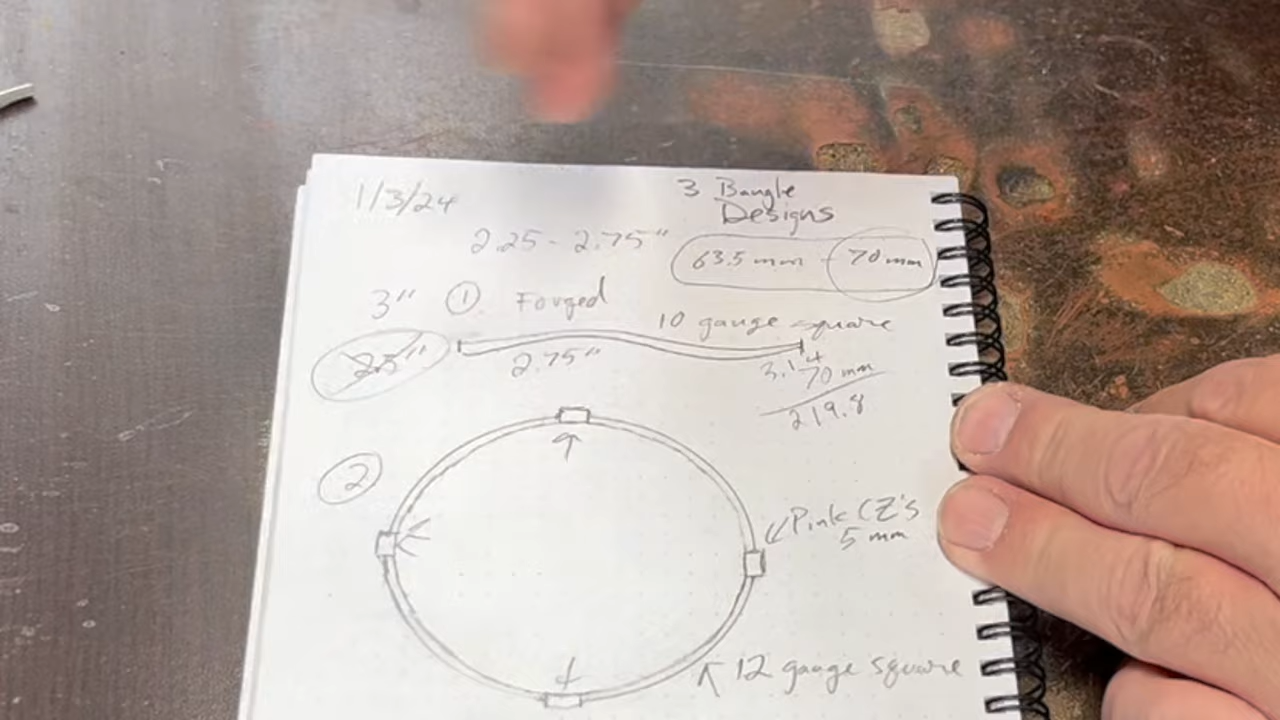 1/3/24
3 Bangle
Designs
2.25 - 2.75"
63.5 mm - 70 mm
3" ① Forged
10 gauge square
2.5"
2.75"
3.14
70 mm
219.8
②
Pink CZ's
5 mm
12 gauge square